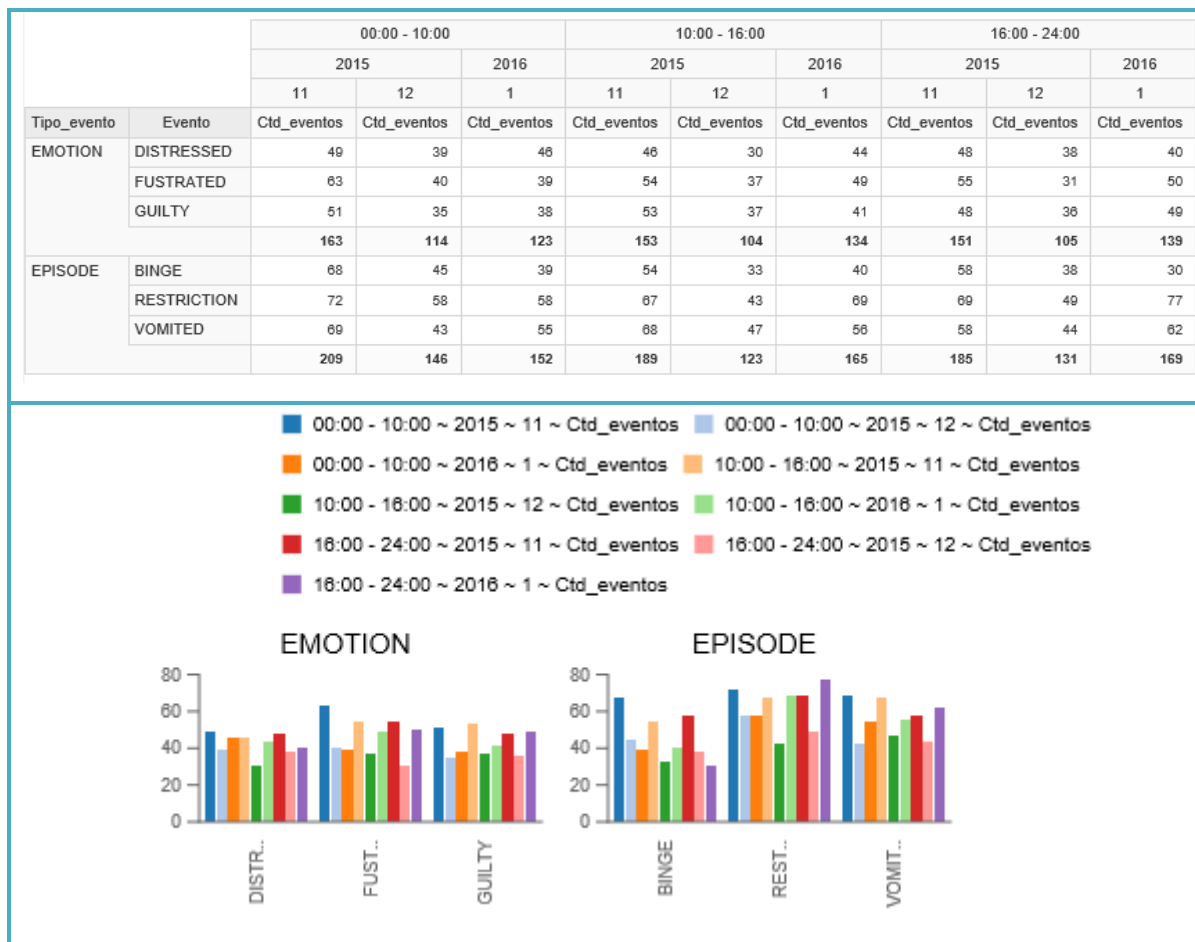 00:00 - 10:00 10:00 - 16:00 16:00 - 24:00
2015 2016 2015 2016 2015 2016
11 12 1 11 12 1 11 12 1
Tipo_evento Evento Ctd_eventos Ctd_eventos Ctd_eventos Ctd_eventos Ctd_eventos Ctd_eventos Ctd_eventos Ctd_eventos Ctd_eventos
EMOTION DISTRESSED 49 39 46 46 30 44 48 38 40
FUSTRATED 63 40 39 54 37 49 55 31 50
GUILTY 51 35 38 53 37 41 48 36 49
163 114 123 153 104 134 151 105 139
EPISODE BINGE 68 45 39 54 33 40 58 38 30
RESTRICTION 72 58 58 67 43 69 69 49 77
VOMITED 69 43 55 68 47 56 58 44 62
209 146 152 189 123 165 185 131 169
00:00 - 10:00 ~ 2015 ~ 11 ~ Ctd_eventos 00:00 - 10:00 ~ 2015 ~ 12 ~ Ctd_eventos
00:00 - 10:00 ~ 2016 ~ 1 ~ Ctd_eventos 10:00 - 16:00 ~ 2015 ~ 11 ~ Ctd_eventos
10:00 - 16:00 ~ 2015 ~ 12 ~ Ctd_eventos 10:00 - 16:00 ~ 2016 ~ 1 ~ Ctd_eventos
16:00 - 24:00 ~ 2015 ~ 11 ~ Ctd_eventos 16:00 - 24:00 ~ 2015 ~ 12 ~ Ctd_eventos
16:00 - 24:00 ~ 2016 ~ 1 ~ Ctd_eventos
EMOTION EPISODE
80 80
60 60
40 40
20 20
0 0
DISTR.. FUST.. GUILTY BINGE REST.. VOMIT..